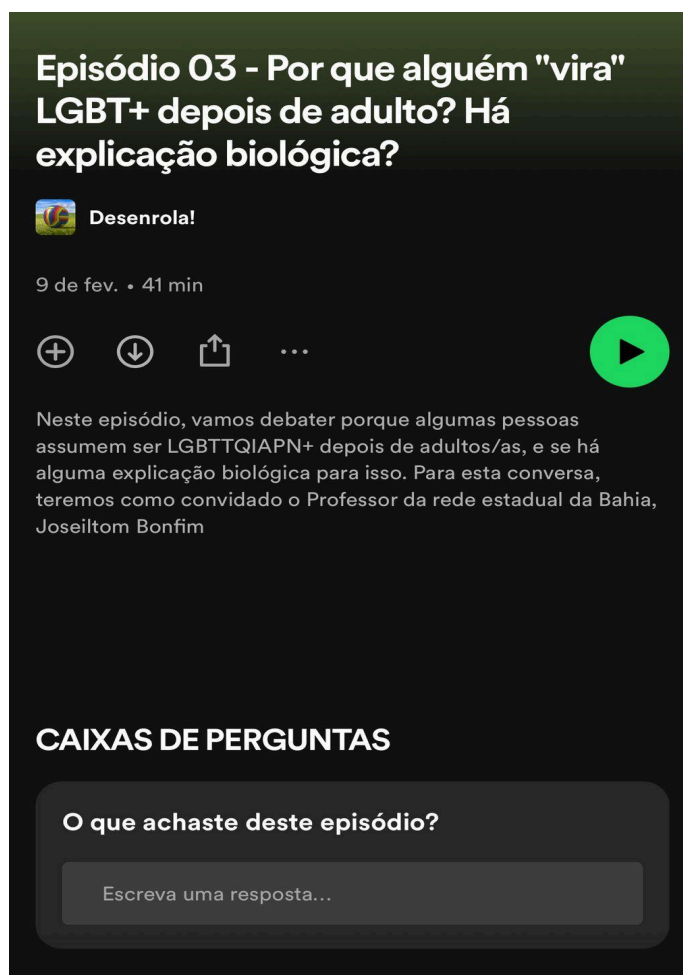 Episódio 03 - Por que alguém "vira"
LGBT+ depois de adulto? Há
explicação biológica?
Desenrola!
9 de fev. • 41 min
Neste episódio, vamos debater porque algumas pessoas
assumem ser LGBTTQIAPN+ depois de adultos/as, e se há
alguma explicação biológica para isso. Para esta conversa,
teremos como convidado o Professor da rede estadual da Bahia,
Joseiltom Bonfim
CAIXAS DE PERGUNTAS
O que achaste deste episódio?
Escreva uma resposta...